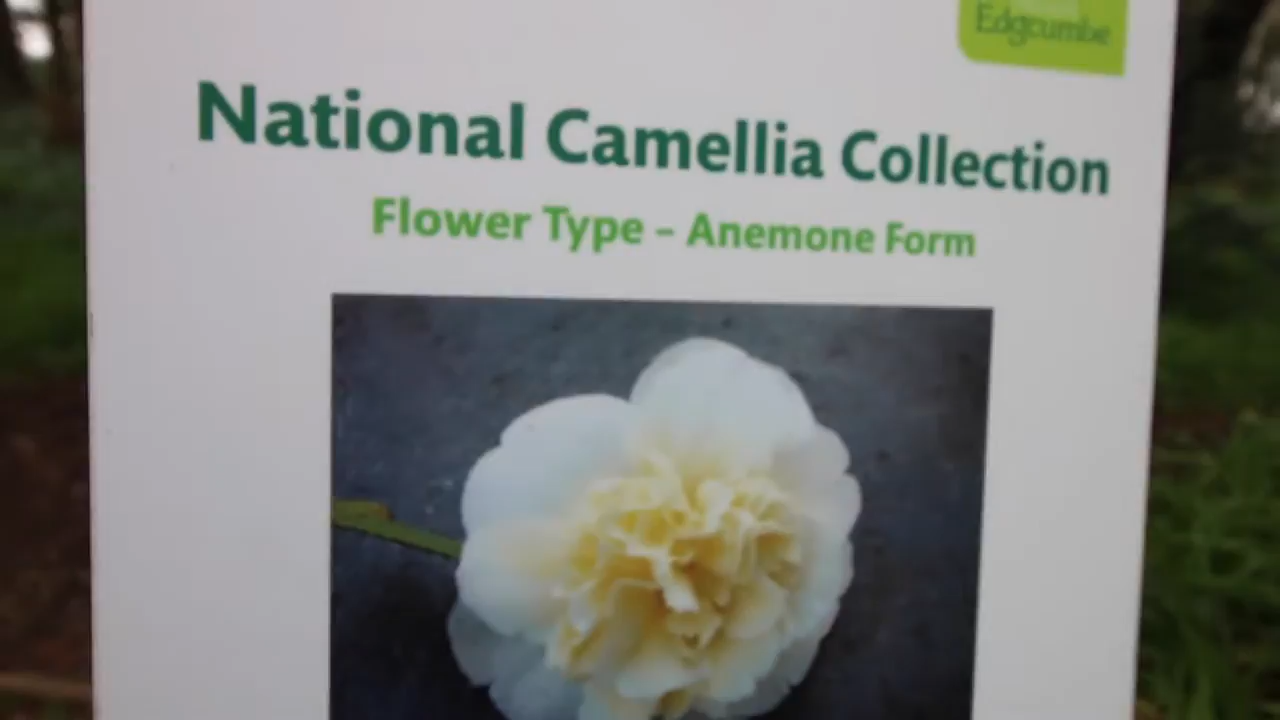 Edgcumbe
National Camellia Collection
Flower Type – Anemone Form